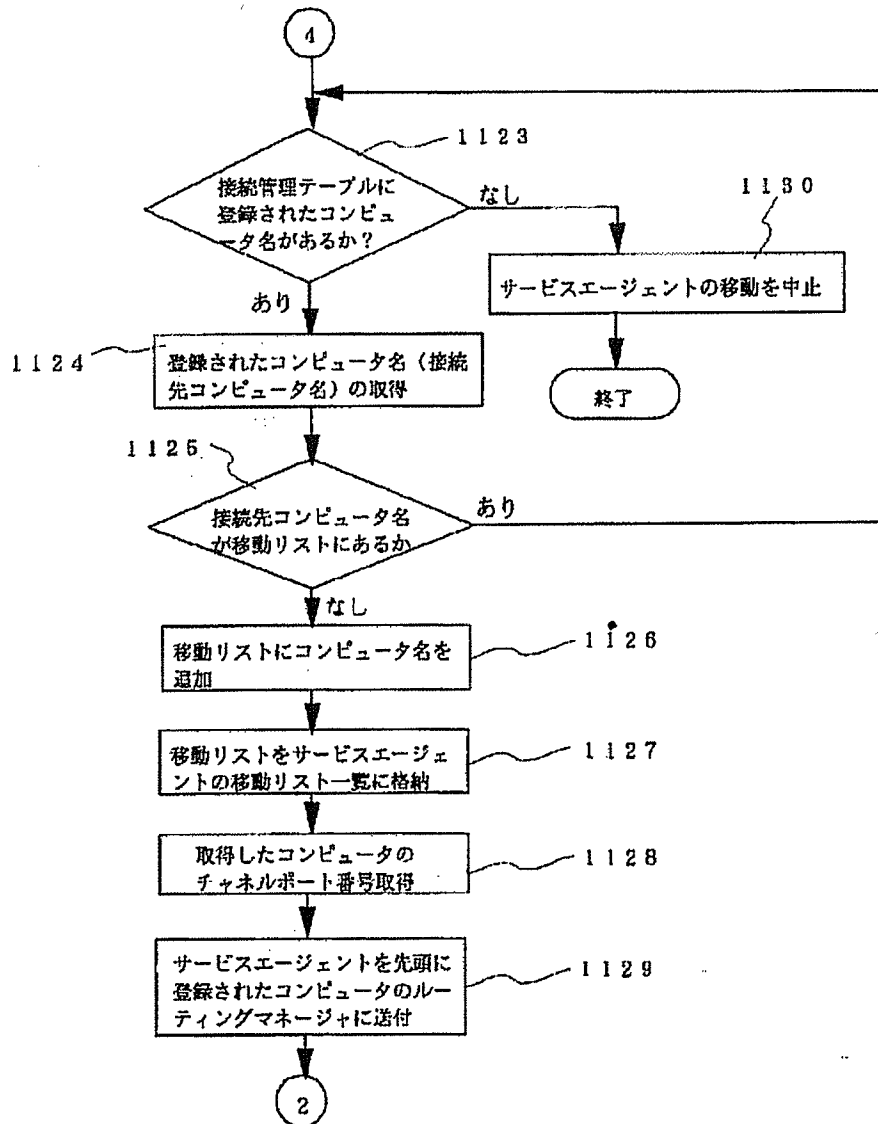 4
1123
接続管理テーブルに
登録されたコンピュ
ータ名があるか？
なし
1130
サービスエージェントの移動を中止
あり
終了
1124
登録されたコンピュータ名（接続
先コンピュータ名）の取得
1125
接続先コンピュータ名
が移動リストにあるか
あり
なし
移動リストにコンピュータ名を
追加
1126
移動リストをサービスエージェ
ントの移動リスト一覧に格納
1127
取得したコンピュータの
チャネルポート番号取得
1128
サービスエージェントを先頭に
登録されたコンピュータのルー
ティングマネージャに送付
1129
2